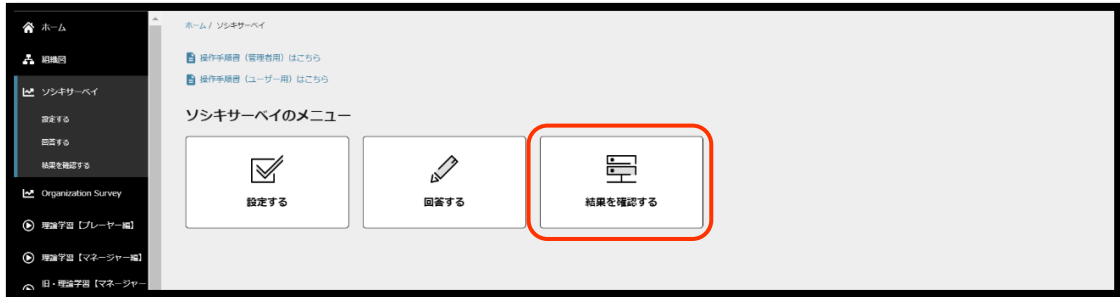 ホーム
組織図
ソシキサーベイ
設定する
回答する
結果を確認する
Organization Survey
理論学習【プレーヤー編】
理論学習【マネージャー編】
旧・理論学習【マネージャー
ホーム / ソシキサーベイ
操作手順書（管理者用）はこちら
操作手順書（ユーザー用）はこちら
ソシキサーベイのメニュー
設定する
回答する
結果を確認する